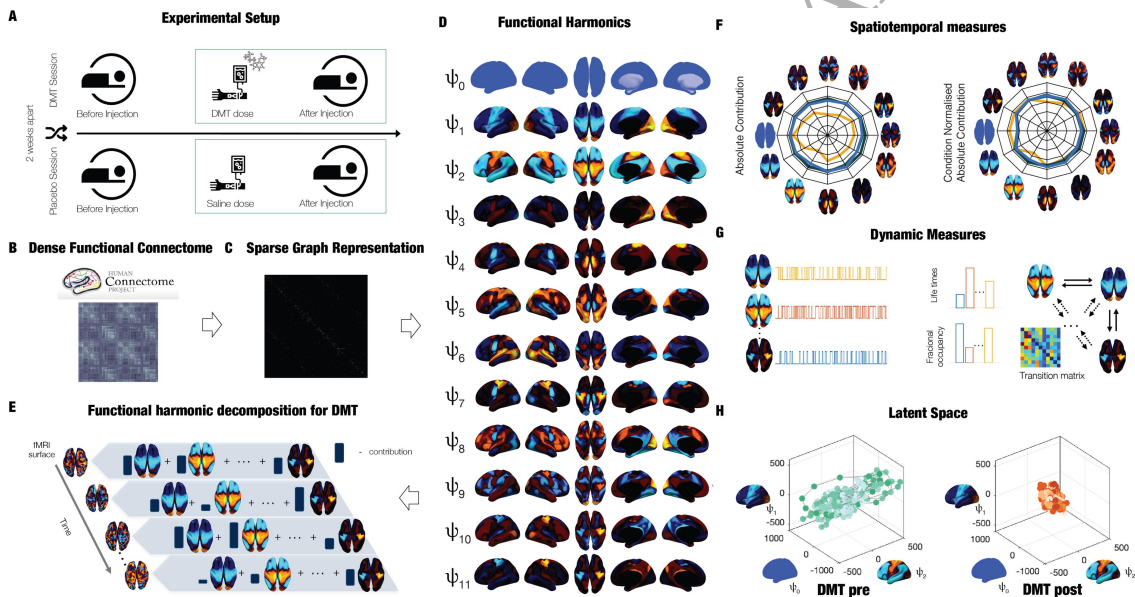 A Experimental Setup
2 weeks apart
DMT Session
Before Injection
DMT dose
After Injection
Placebo Session
Before Injection
Saline dose
After Injection
B Dense Functional Connectome
HUMAN
Connectome
PROJECT
C Sparse Graph Representation
E Functional harmonic decomposition for DMT
fMRI
surface
Time
+ + ···· +
+ + ···· +
+ + ···· +
+ + ···· +
- contribution
D Functional Harmonics
ψ0
ψ1
ψ2
ψ3
ψ4
ψ5
ψ6
ψ7
ψ8
ψ9
ψ10
ψ11
F Spatiotemporal measures
Absolute Contribution
Condition Normalised
Absolute Contribution
G Dynamic Measures
Life times
Fracional
occupancy
Transition matrix
H Latent Space
500
0
-500
1000
0
-1000
-500
0
500
ψ1
ψ0
ψ2
DMT pre
500
0
-500
1000
0
-1000
-500
0
500
ψ1
ψ0
ψ2
DMT post